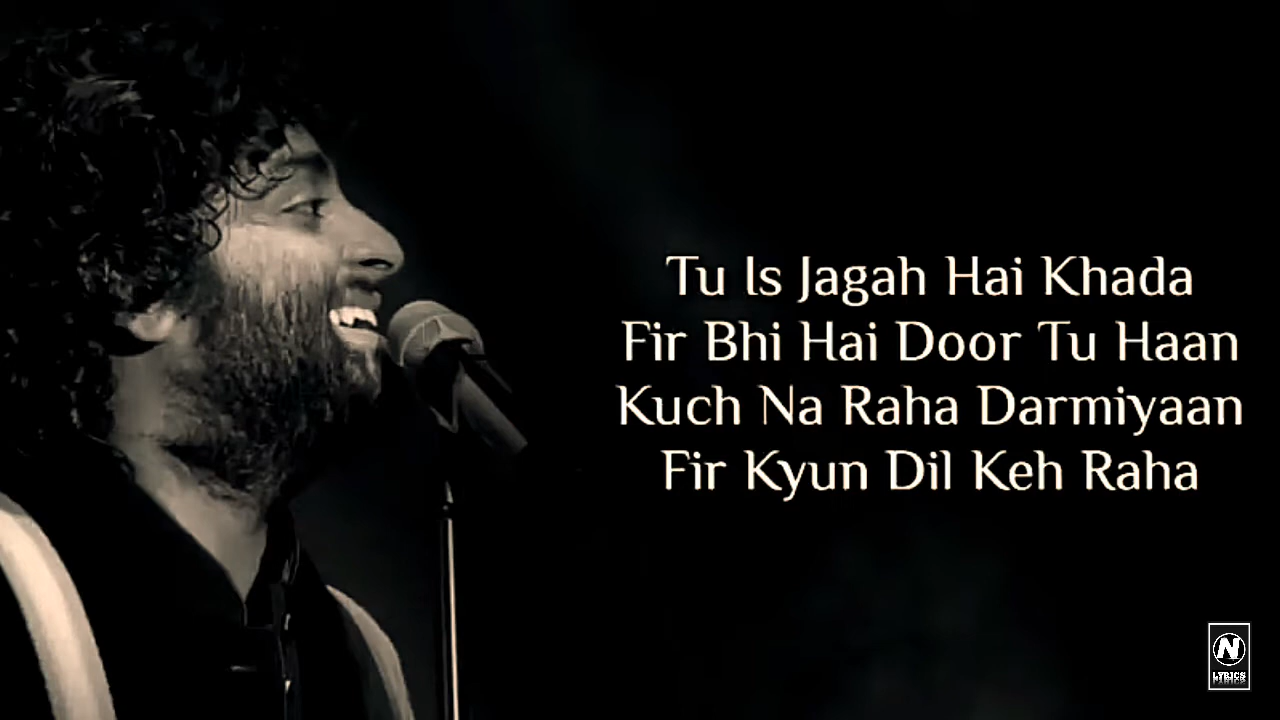 Tu Is Jagah Hai Khada
Fir Bhi Hai Door Tu Haan
Kuch Na Raha Darmiyaan
Fir Kyun Dil Keh Raha
N
LYRICS